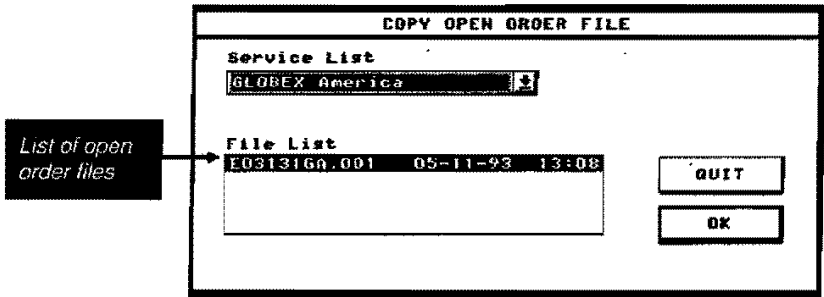 COPY OPEN ORDER FILE
Service List
GLOBEX America
List of open
order files
File List
E03131GA.001 05-11-93 13:08
QUIT
OK